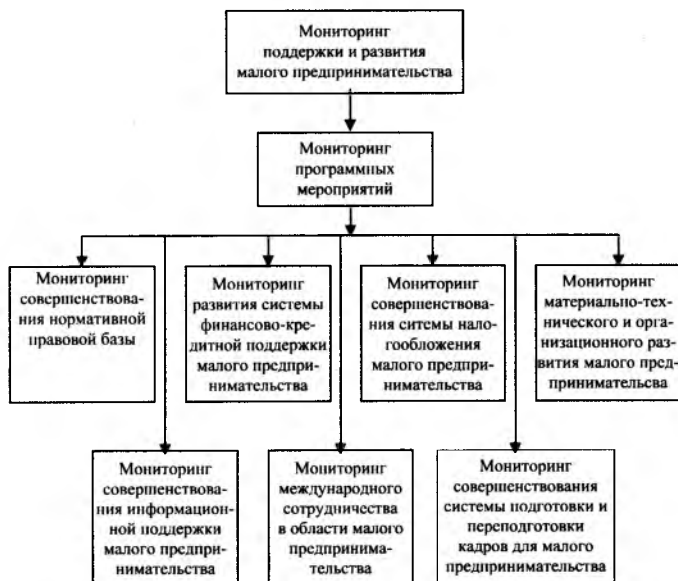 Мониторинг
поддержки и развития
малого предпринимательства
Мониторинг
программных
мероприятий
Мониторинг
совершенствова-
ния нормативной
правовой базы
Мониторинг
развития системы
финансово-кре-
дитной поддержки
малого предпри-
нимательства
Мониторинг
совершенствова-
ния ситемы нало-
гообложения
малого предпри-
нимательства
Мониторинг
материально-тех-
нического и орга-
низационного раз-
вития малого пред-
принимательсва
Мониторинг
совершенствова-
ния информацион-
ной поддержки
малого предпри-
нимательства
Мониторинг
международного
сотрудничества
в области малого
предпринима-
тельства
Мониторинг
совершенствования
системы подготовки и
переподготовки
кадров для малого
предпринимательства